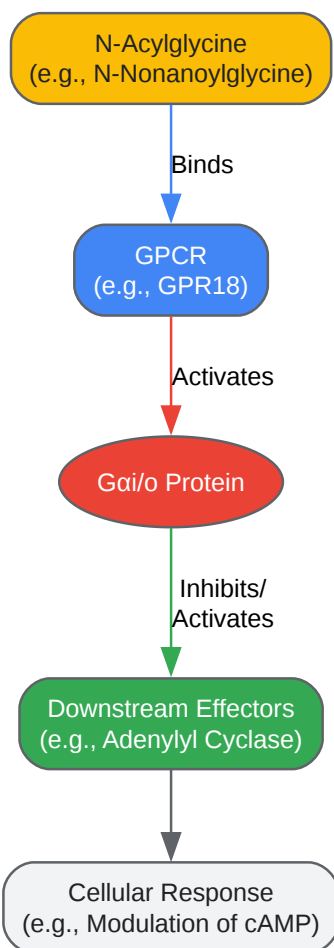 N-Acylglycine
(e.g., N-Nonanoylglycine)
Binds
GPCR
(e.g., GPR18)
Activates
Gαi/o Protein
Inhibits/
Activates
Downstream Effectors
(e.g., Adenylyl Cyclase)
Cellular Response
(e.g., Modulation of cAMP)